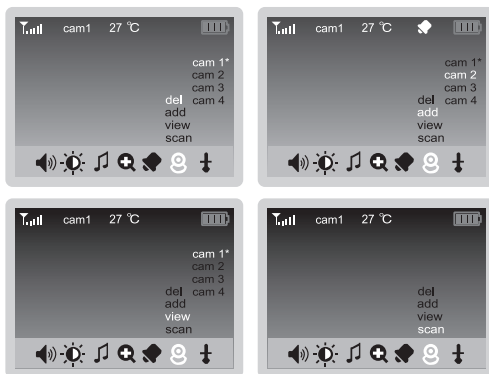 cam1 27 ℃
cam 1*
cam 2
cam 3
del cam 4
add
view
scan
cam1 27 ℃
cam 1*
cam 2
cam 3
del cam 4
add
view
scan
cam1 27 ℃
cam 1*
cam 2
cam 3
del cam 4
add
view
scan
cam1 27 ℃
del
add
view
scan